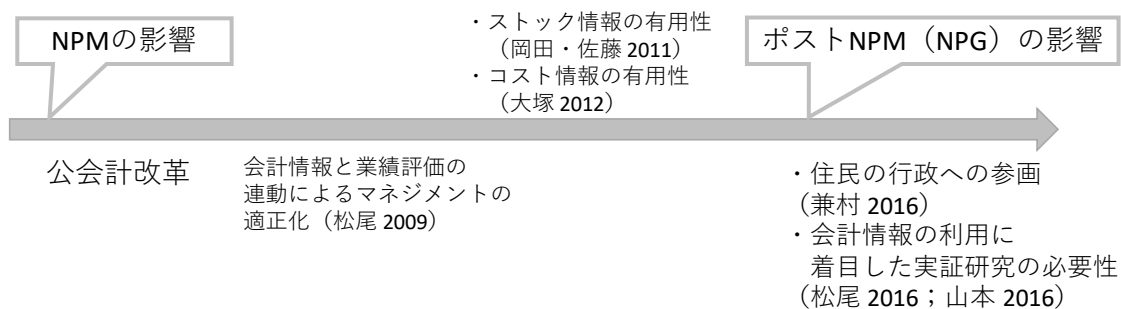 NPMの影響
・ストック情報の有用性
（岡田・佐藤 2011）
・コスト情報の有用性
（大塚 2012）
ポストNPM（NPG）の影響
公会計改革
会計情報と業績評価の
連動によるマネジメントの
適正化（松尾 2009）
・住民の行政への参画
（兼村 2016）
・会計情報の利用に
着目した実証研究の必要性
（松尾 2016；山本 2016）